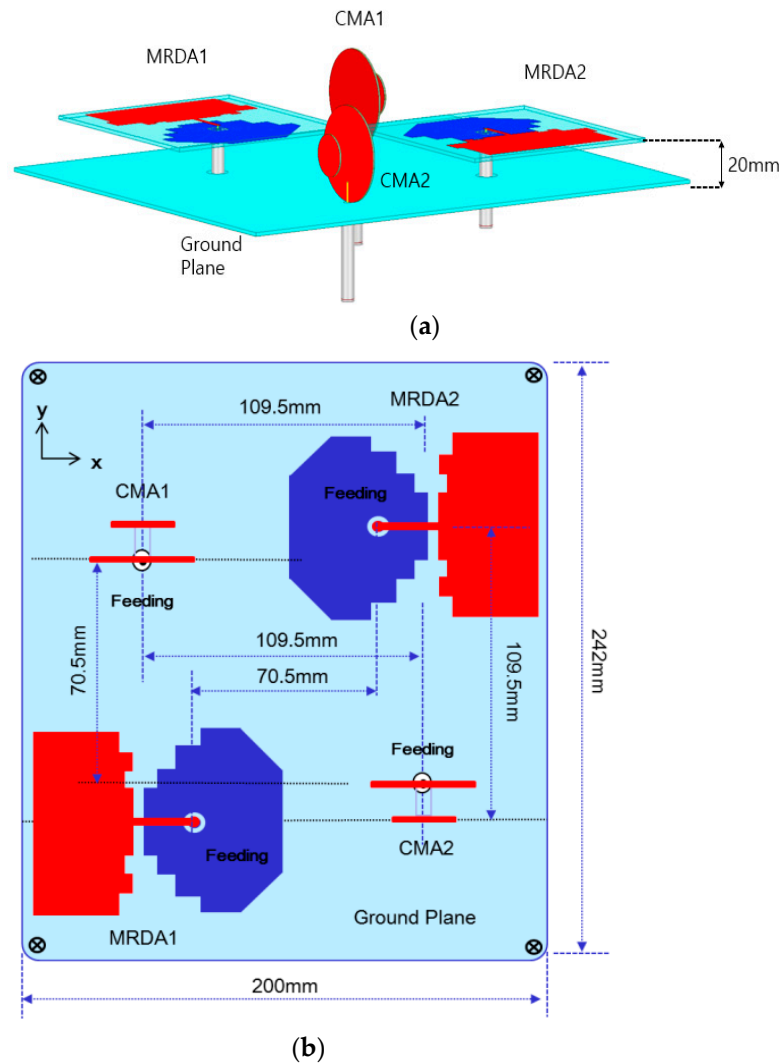 CMA1
MRDA1
MRDA2
CMA2
20mm
Ground
Plane
(a)
109.5mm
MRDA2
y
x
CMA1
Feeding
Feeding
70.5mm
109.5mm
70.5mm
109.5mm
242mm
Feeding
Feeding
CMA2
Ground Plane
MRDA1
200mm
(b)